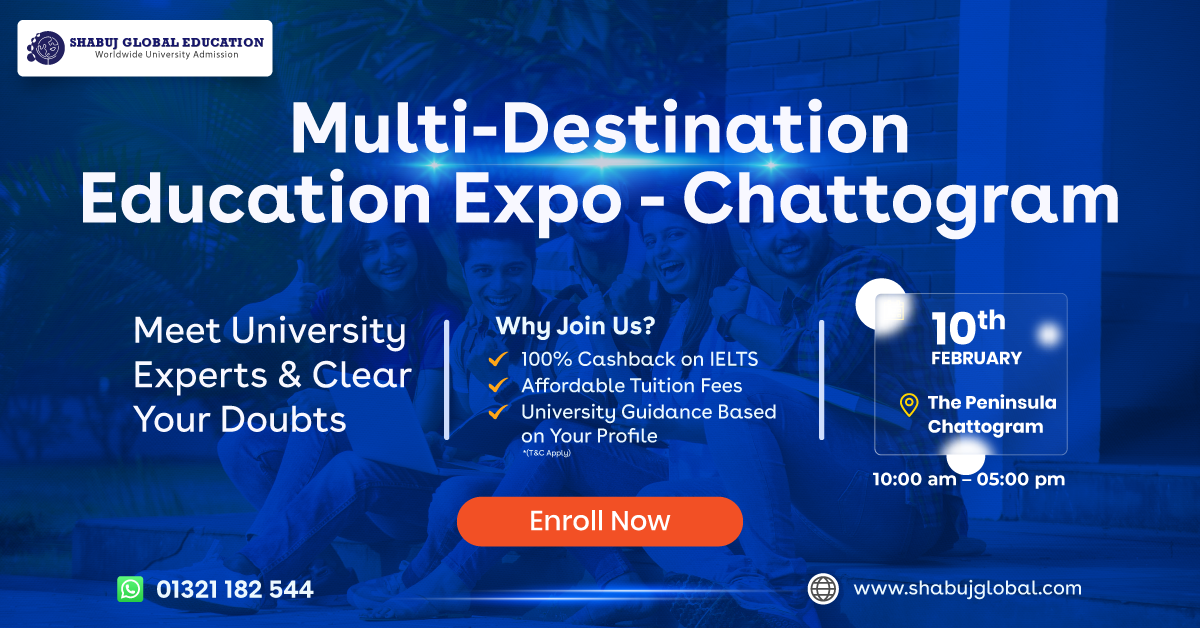 SHABUJ GLOBAL EDUCATION
Worldwide University Admission
Multi-Destination
Education Expo - Chattogram
Meet University
Experts & Clear
Your Doubts
Why Join Us?
100% Cashback on IELTS
Affordable Tuition Fees
University Guidance Based
on Your Profile
*(T&C Apply)
10th
FEBRUARY
The Peninsula
Chattogram
10:00 am – 05:00 pm
Enroll Now
01321 182 544
www.shabujglobal.com